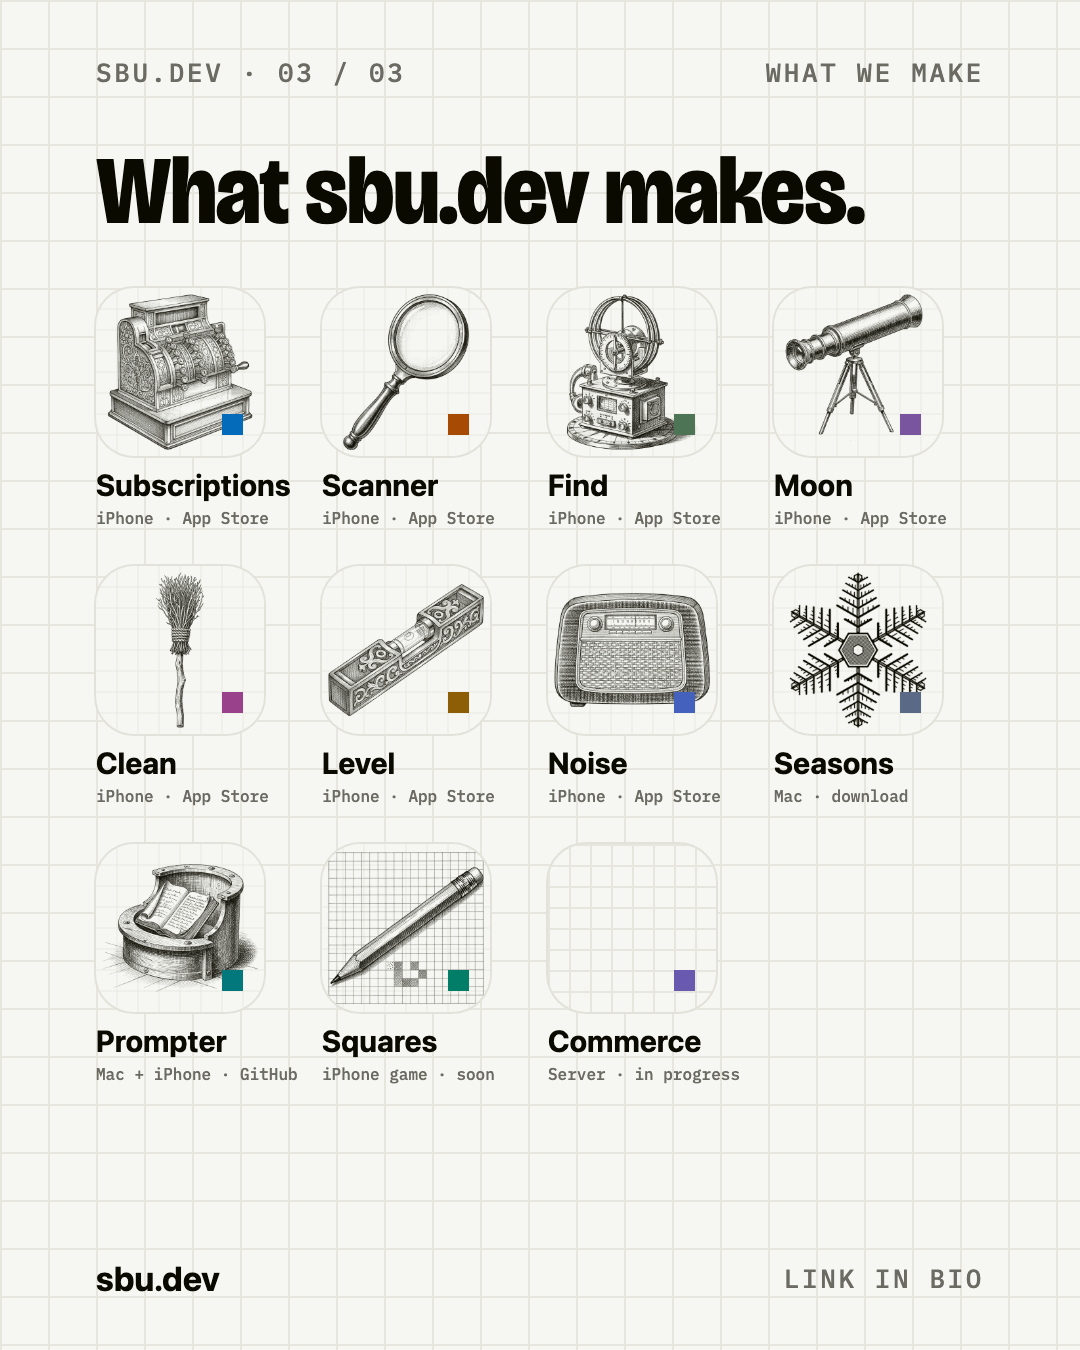 SBU.DEV · 03 / 03
WHAT WE MAKE
What sbu.dev makes.
Subscriptions
iPhone · App Store
Scanner
iPhone · App Store
Find
iPhone · App Store
Moon
iPhone · App Store
Clean
iPhone · App Store
Level
iPhone · App Store
Noise
iPhone · App Store
Seasons
Mac · download
Prompter
Mac + iPhone · GitHub
Squares
iPhone game · soon
Commerce
Server · in progress
sbu.dev
LINK IN BIO